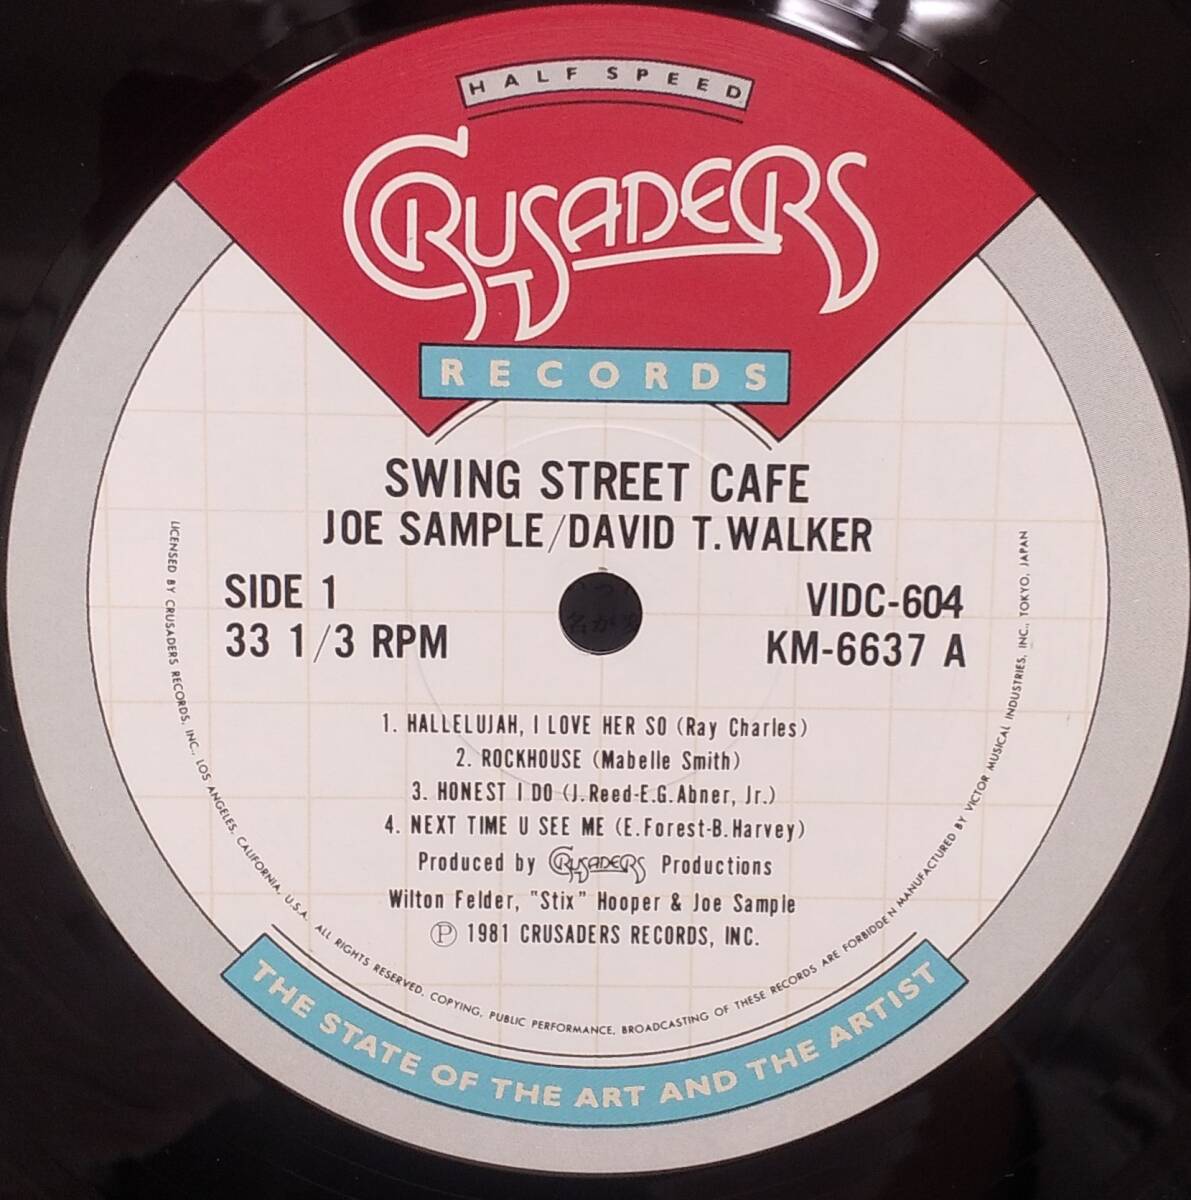 HALF SPEED
CRUSADERS
RECORDS
SWING STREET CAFE
JOE SAMPLE/DAVID T.WALKER
SIDE 1
33 1/3 RPM
VIDC-604
KM-6637 A
1. HALLELUJAH, I LOVE HER SO (Ray Charles)
2. ROCKHOUSE (Mabelle Smith)
3. HONEST I DO (J.Reed-E.G.Abner, Jr.)
4. NEXT TIME U SEE ME (E.Forest-B.Harvey)
Produced by CRUSADERS Productions
Wilton Felder, "Stix" Hooper & Joe Sample
Ⓟ 1981 CRUSADERS RECORDS, INC.
LICENSED BY CRUSADERS RECORDS, INC., LOS ANGELES, CALIFORNIA, U.S.A. ALL RIGHTS RESERVED. COPYING, PUBLIC PERFORMANCE, BROADCASTING OF THESE RECORDS ARE FORBIDDEN MANUFACTURED BY VICTOR MUSICAL INDUSTRIES, INC., TOKYO, JAPAN
THE STATE OF THE ART AND THE ARTIST